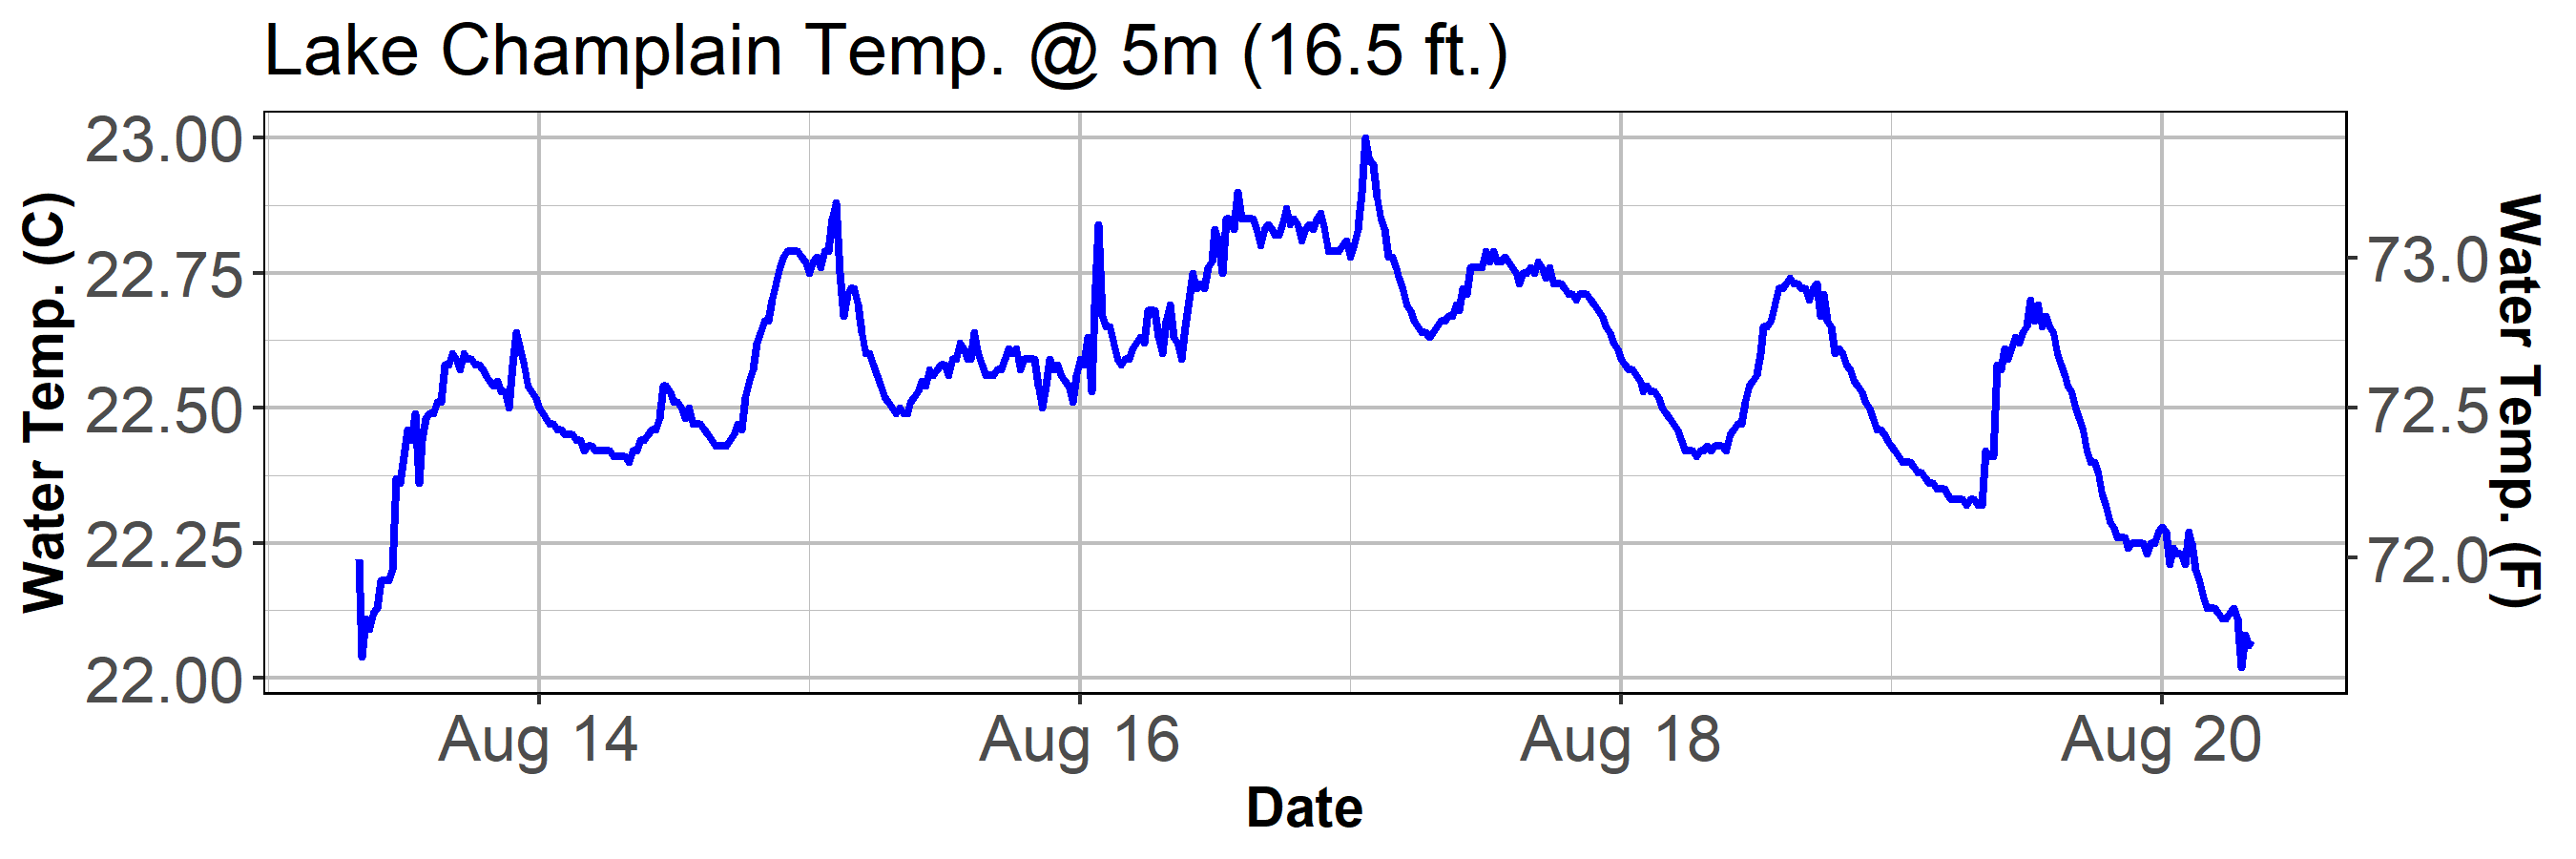 Lake Champlain Temp. @ 5m (16.5 ft.)
Water Temp. (C)
23.00
22.75
22.50
22.25
22.00
73.0
72.5
72.0
Water Temp. (F)
Aug 14
Aug 16
Aug 18
Aug 20
Date